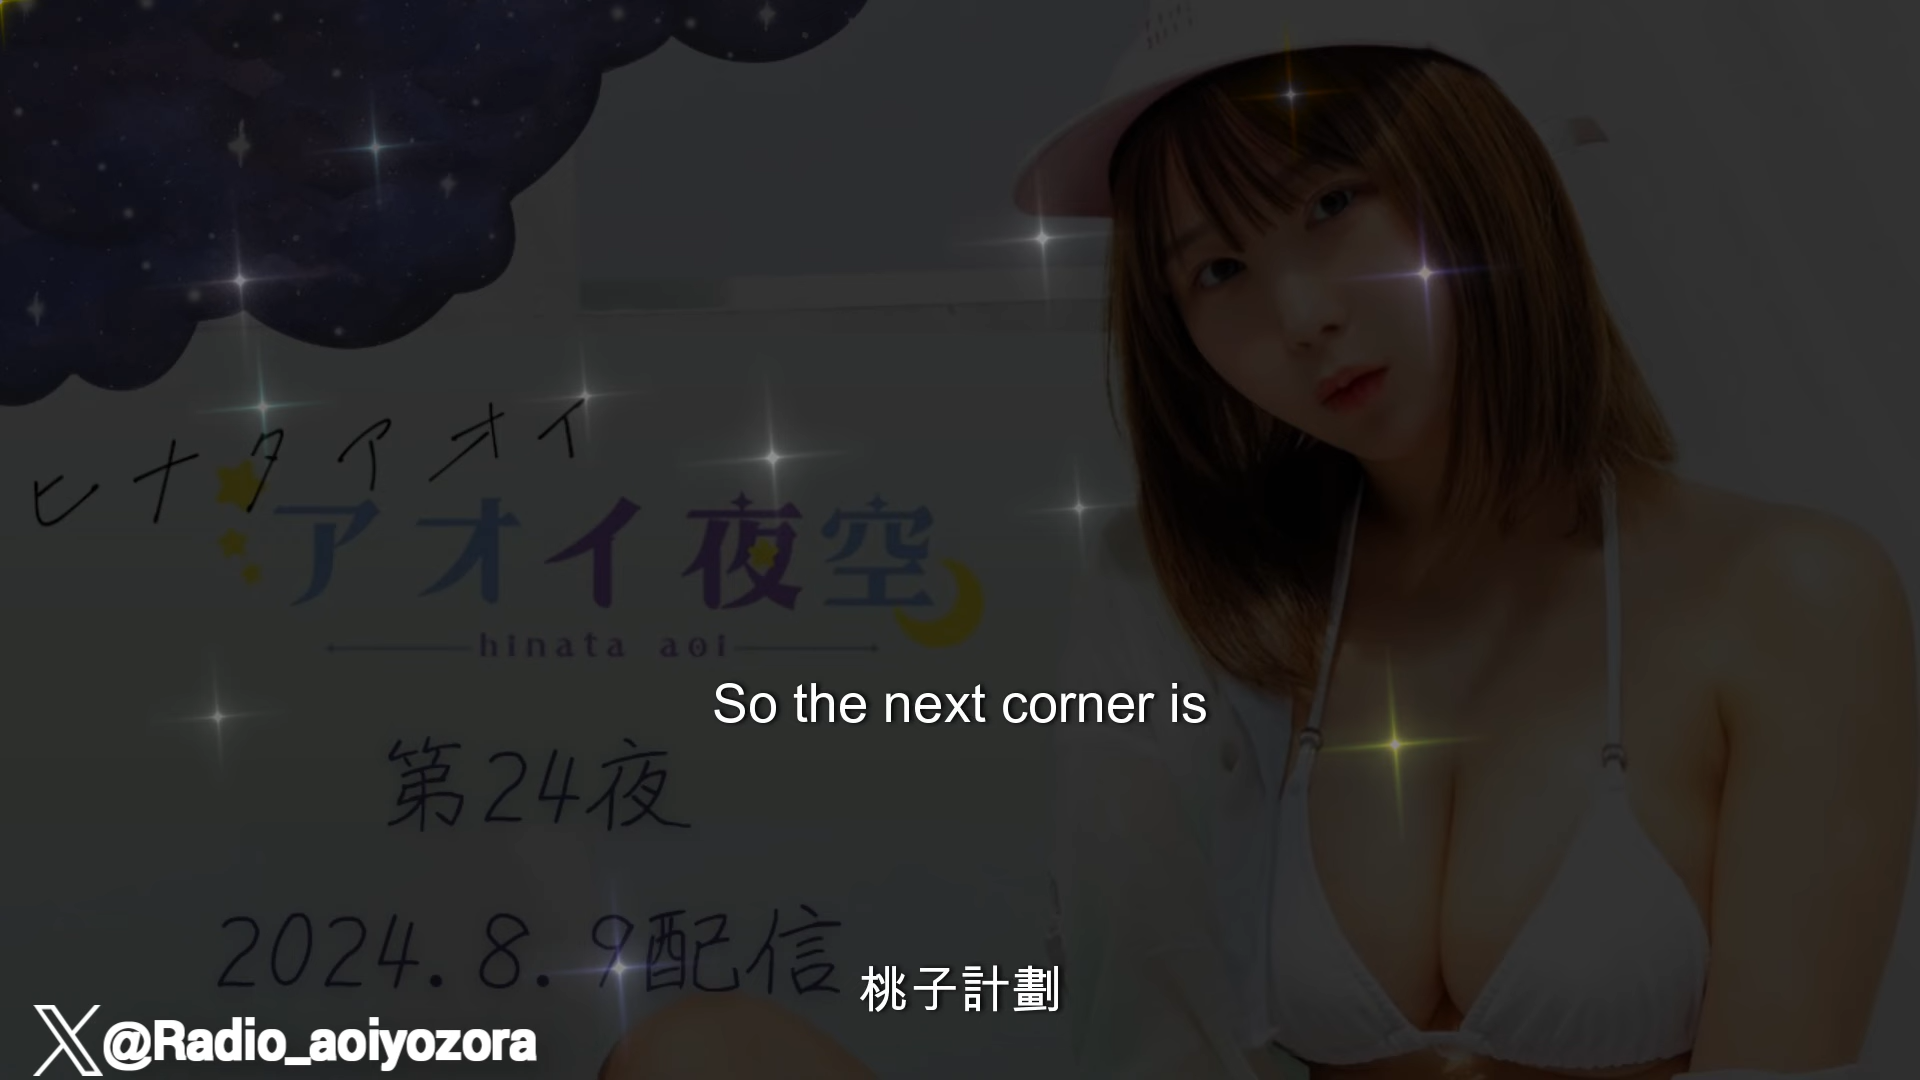 ヒナタアオイ
アオイ夜空
hinata aoi
So the next corner is
第24夜
2024.8.9配信
桃子計劃
X@Radio_aoiyozora